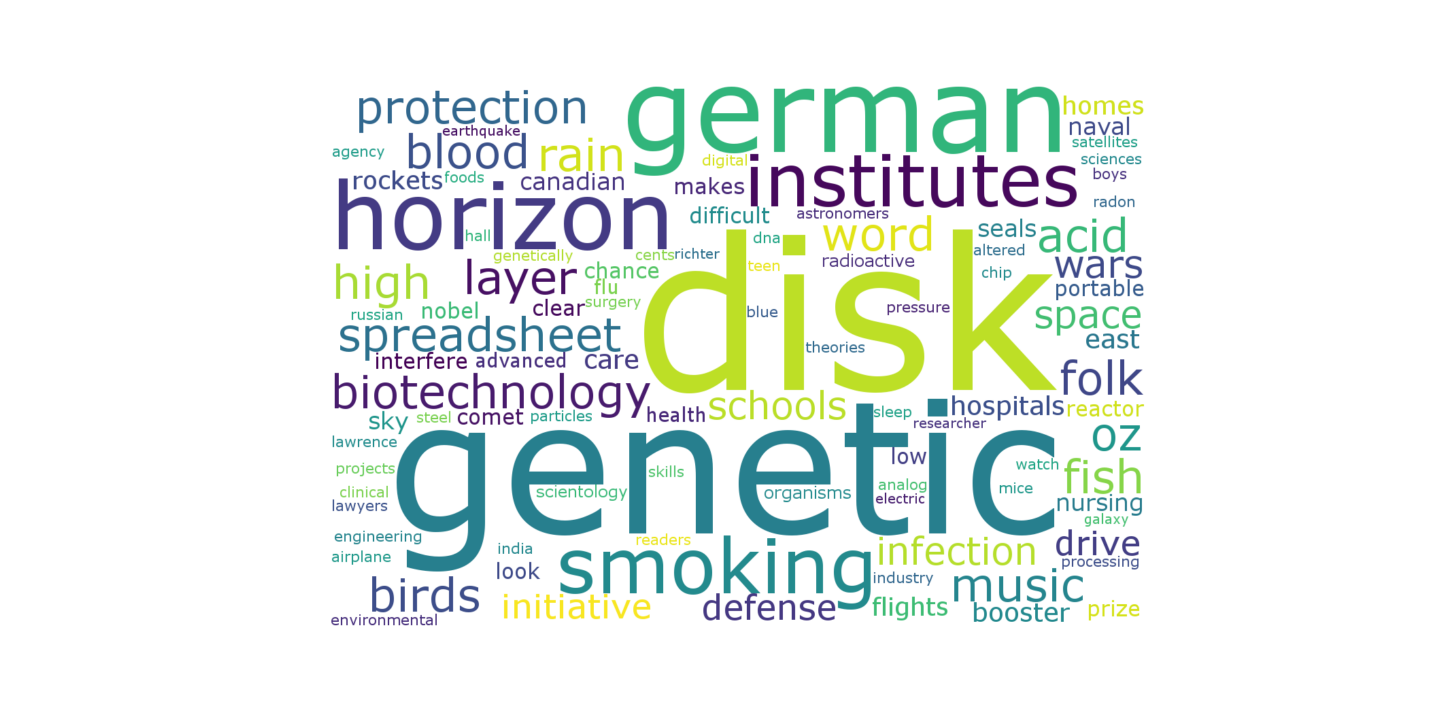 protection
german
homes
earthquake
naval
agency
blood
rain
digital
satellites
institutes
sciences
rockets
foods
canadian
makes
boys
horizon
difficult
astronomers
radon
hall
dna
word
seals
acid
genetically
cents
richter
disk
altered
high
layer
chance
teen
radioactive
chip
wars
flu
portable
russian
nobel
clear
surgery
blue
pressure
space
spreadsheet
theories
east
interfere
advanced
care
folk
biotechnology
schools
hospitals
reactor
sky
steel
comet
particles
health
sleep
researcher
lawrence
genetic
oz
projects
skills
low
watch
fish
clinical
scientology
organisms
analog
mice
lawyers
electric
nursing
galaxy
engineering
readers
drive
airplane
india
smoking
infection
processing
look
industry
music
birds
initiative
defense
flights
booster
prize
environmental